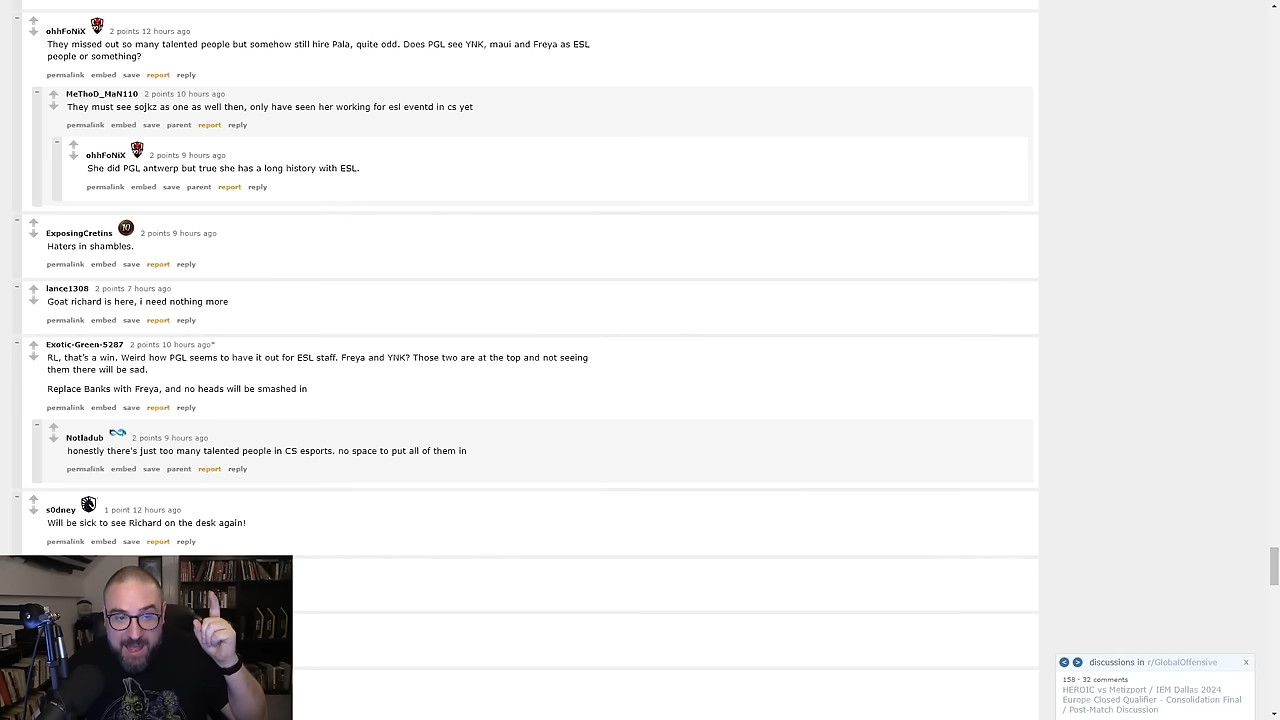 ohhFoNiX 2 points 12 hours ago
They missed out so many talented people but somehow still hire Pala, quite odd. Does PGL see YNK, maui and Freya as ESL
people or something?
permalink embed save report reply
MeThoD_MaN110 2 points 10 hours ago
They must see sojkz as one as well then, only have seen her working for esl eventd in cs yet
permalink embed save parent report reply
ohhFoNiX 2 points 9 hours ago
She did PGL antwerp but true she has a long history with ESL.
permalink embed save parent report reply
ExposingCretins 10 2 points 9 hours ago
Haters in shambles.
permalink embed save report reply
lance1308 2 points 7 hours ago
Goat richard is here, i need nothing more
permalink embed save report reply
Exotic-Green-5287 2 points 10 hours ago*
RL, that's a win. Weird how PGL seems to have it out for ESL staff. Freya and YNK? Those two are at the top and not seeing
them there will be sad.
Replace Banks with Freya, and no heads will be smashed in
permalink embed save report reply
Notladub 2 points 9 hours ago
honestly there's just too many talented people in CS esports. no space to put all of them in
permalink embed save parent report reply
s0dney 1 point 12 hours ago
Will be sick to see Richard on the desk again!
permalink embed save report reply
discussions in r/GlobalOffensive x
158 · 32 comments
HEROIC vs Metizport / IEM Dallas 2024
Europe Closed Qualifier - Consolidation Final
/ Post-Match Discussion